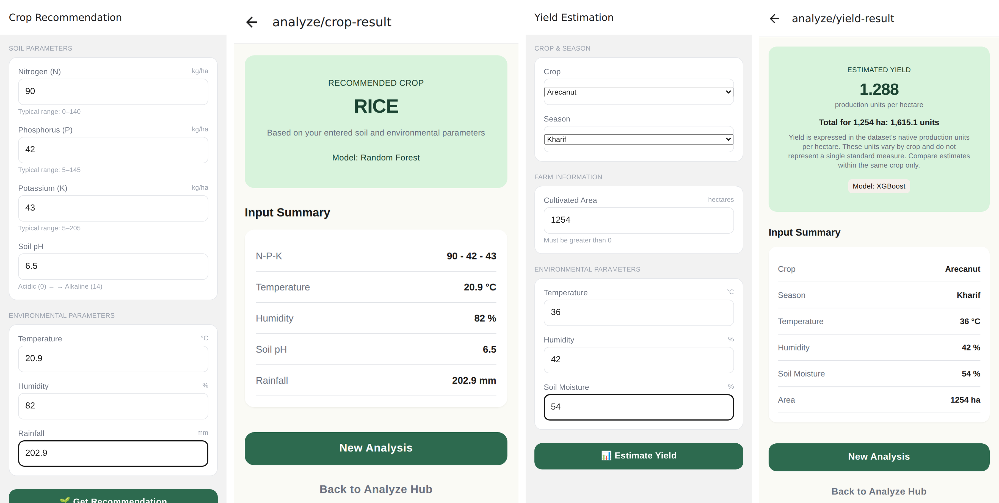 Crop Recommendation
SOIL PARAMETERS
Nitrogen (N) kg/ha
90
Typical range: 0–140
Phosphorus (P) kg/ha
42
Typical range: 5–145
Potassium (K) kg/ha
43
Typical range: 5–205
Soil pH
6.5
Acidic (0) ← → Alkaline (14)
ENVIRONMENTAL PARAMETERS
Temperature °C
20.9
Humidity %
82
Rainfall mm
202.9
🌱 Get Recommendation
← analyze/crop-result
RECOMMENDED CROP
RICE
Based on your entered soil and environmental parameters
Model: Random Forest
Input Summary
N-P-K 90 - 42 - 43
Temperature 20.9 °C
Humidity 82 %
Soil pH 6.5
Rainfall 202.9 mm
New Analysis
Back to Analyze Hub
Yield Estimation
CROP & SEASON
Crop
Arecanut
Season
Kharif
FARM INFORMATION
Cultivated Area hectares
1254
Must be greater than 0
ENVIRONMENTAL PARAMETERS
Temperature °C
36
Humidity %
42
Soil Moisture %
54
📊 Estimate Yield
← analyze/yield-result
ESTIMATED YIELD
1.288
production units per hectare
Total for 1,254 ha: 1,615.1 units
Yield is expressed in the dataset's native production units
per hectare. These units vary by crop and do not
represent a single standard measure. Compare estimates
within the same crop only.
Model: XGBoost
Input Summary
Crop Arecanut
Season Kharif
Temperature 36 °C
Humidity 42 %
Soil Moisture 54 %
Area 1254 ha
New Analysis
Back to Analyze Hub